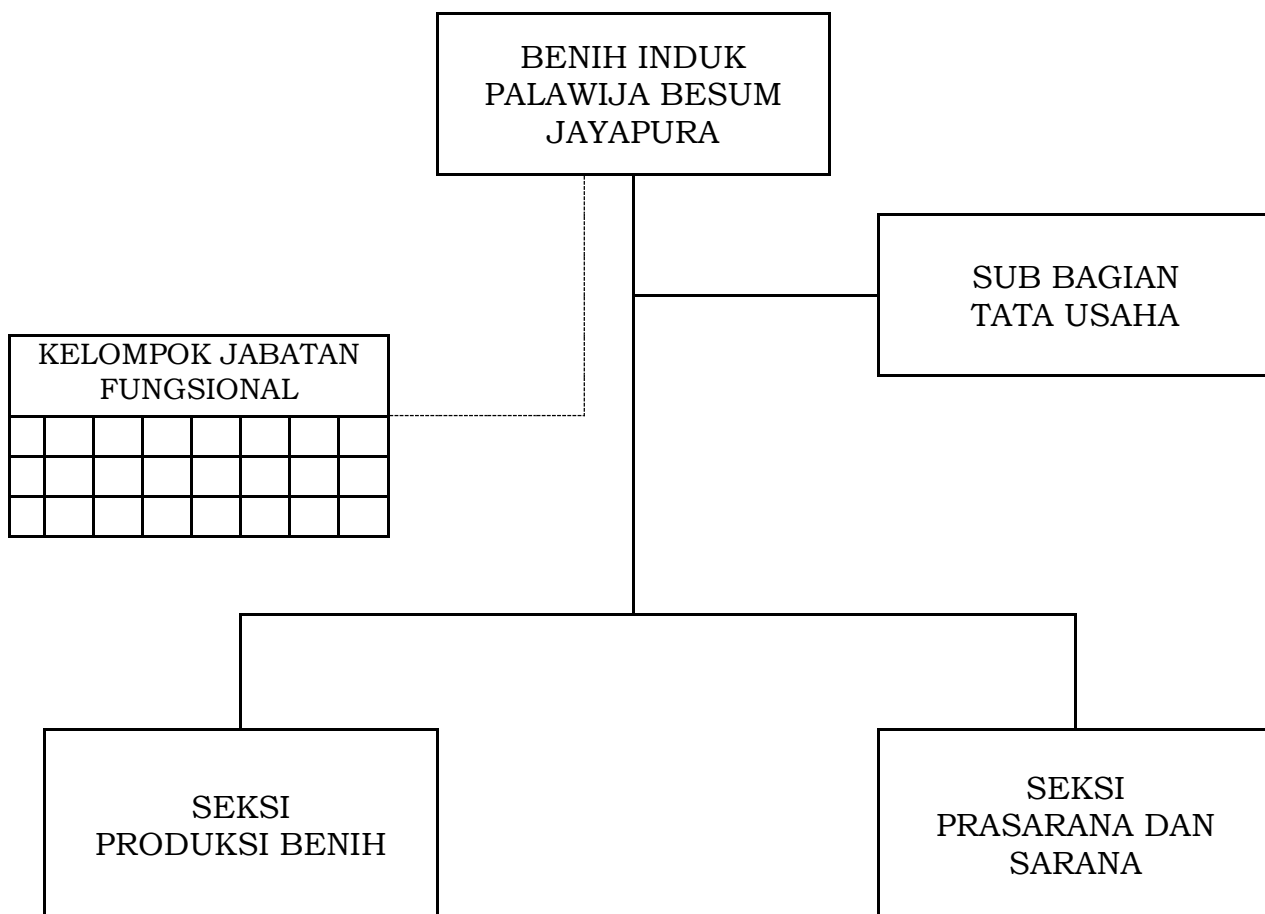 BENIH INDUK
PALAWIJA BESUM
JAYAPURA
SUB BAGIAN
TATA USAHA
KELOMPOK JABATAN
FUNGSIONAL
SEKSI
PRODUKSI BENIH
SEKSI
PRASARANA DAN
SARANA